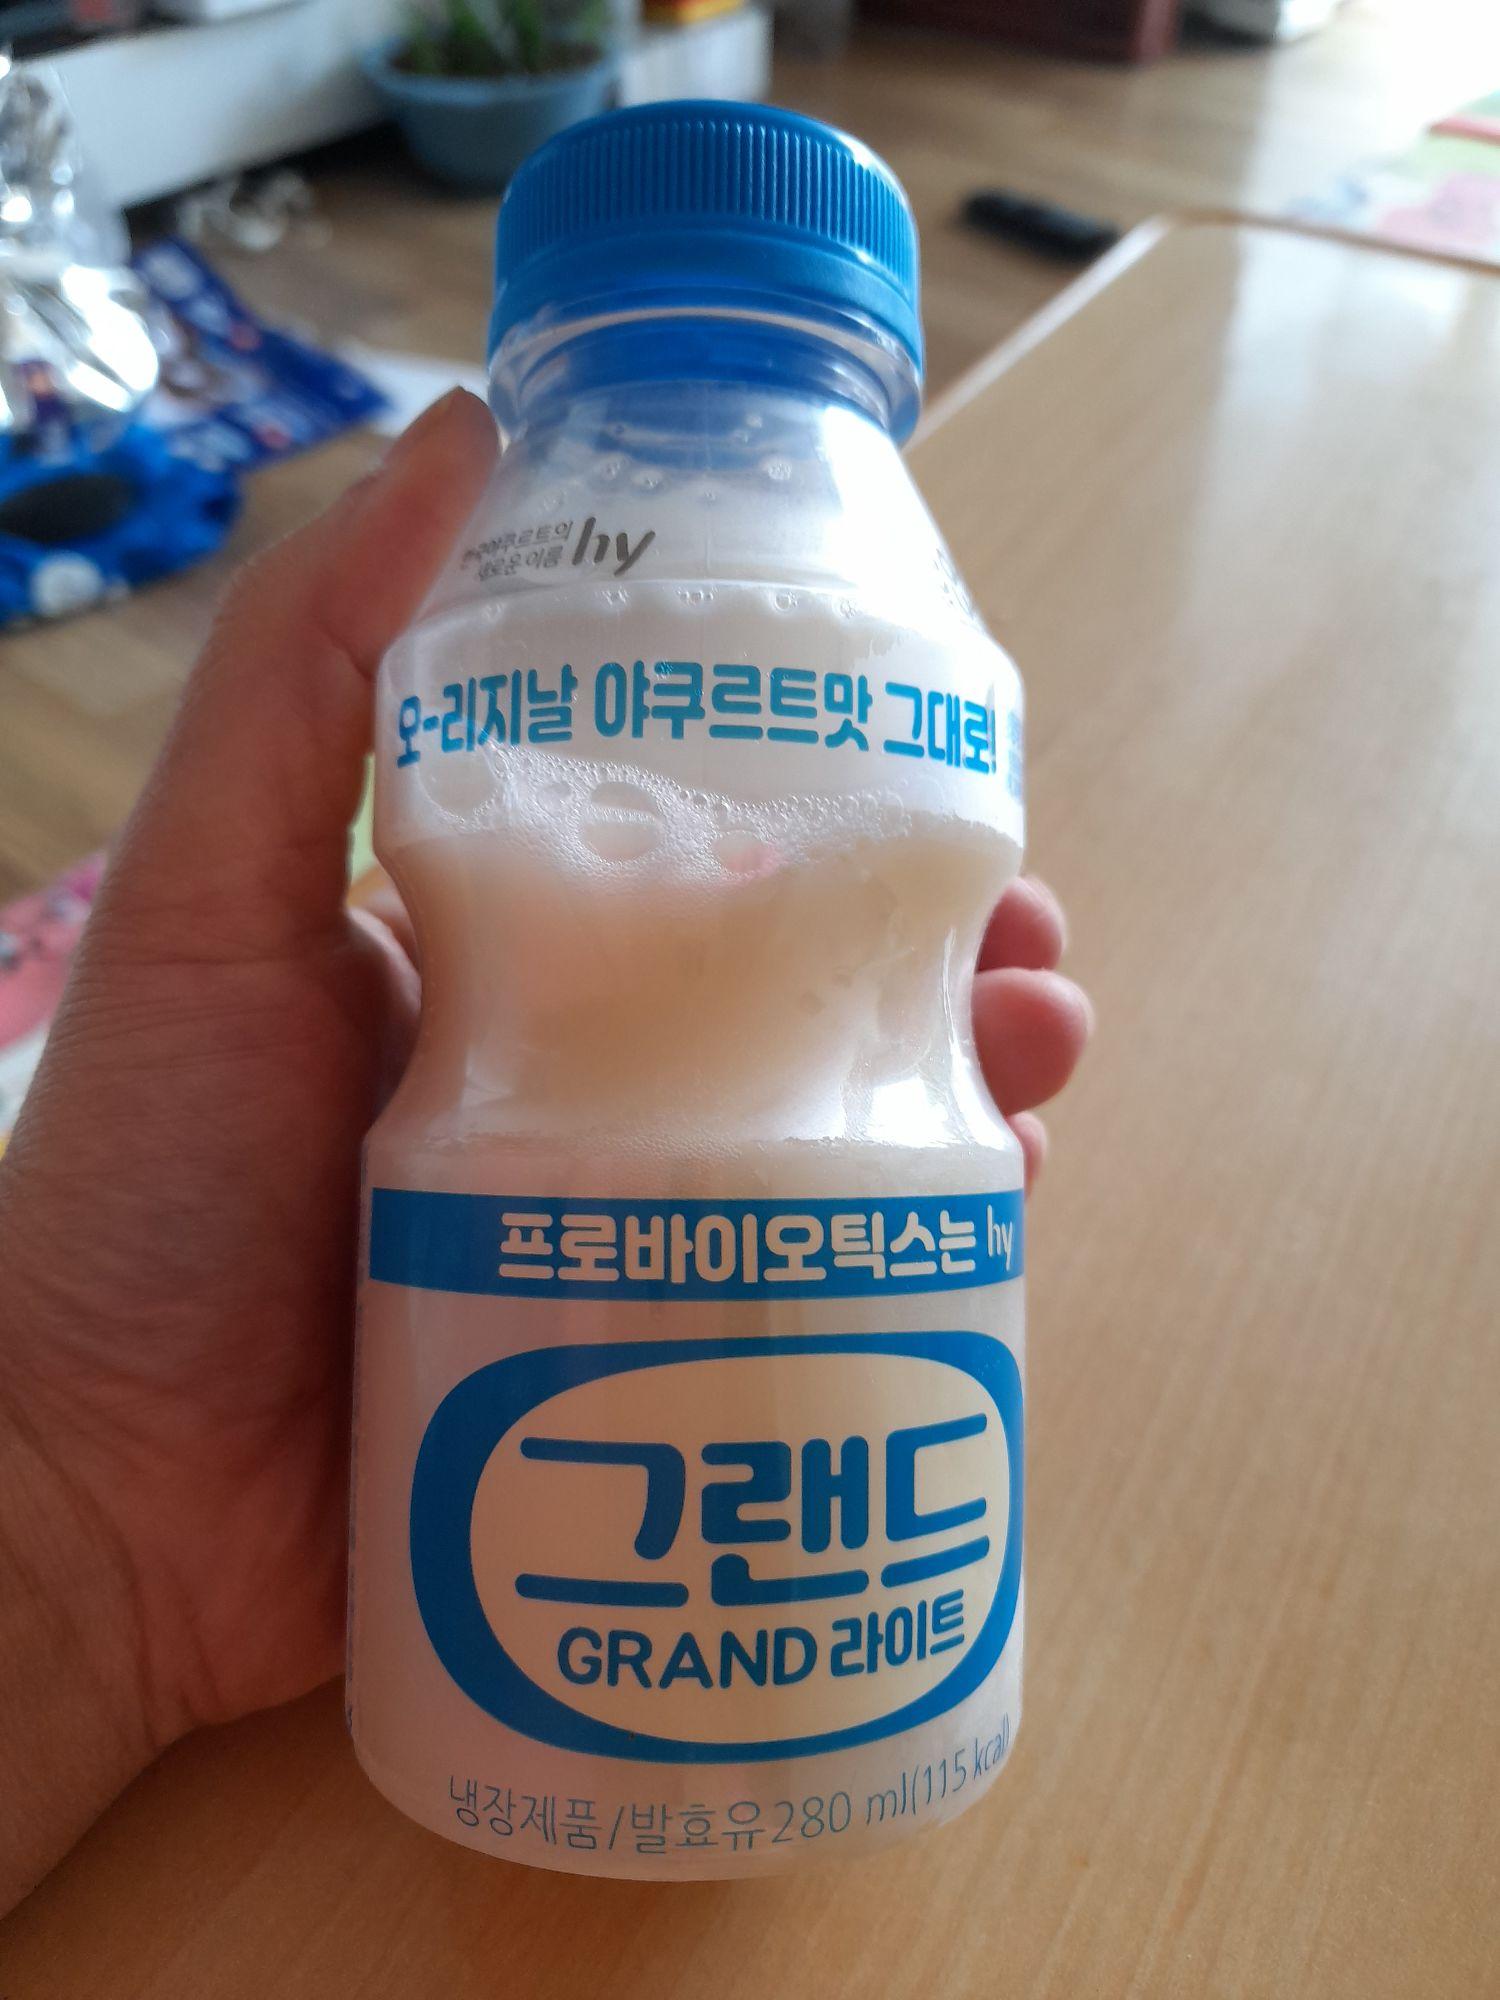 한국야쿠르트의
새로운 이름 hy
오-리지날 야쿠르트맛 그대로!
프로바이오틱스는 hy
그랜드
GRAND 라이트
냉장제품/발효유 280 ml(115 kcal)